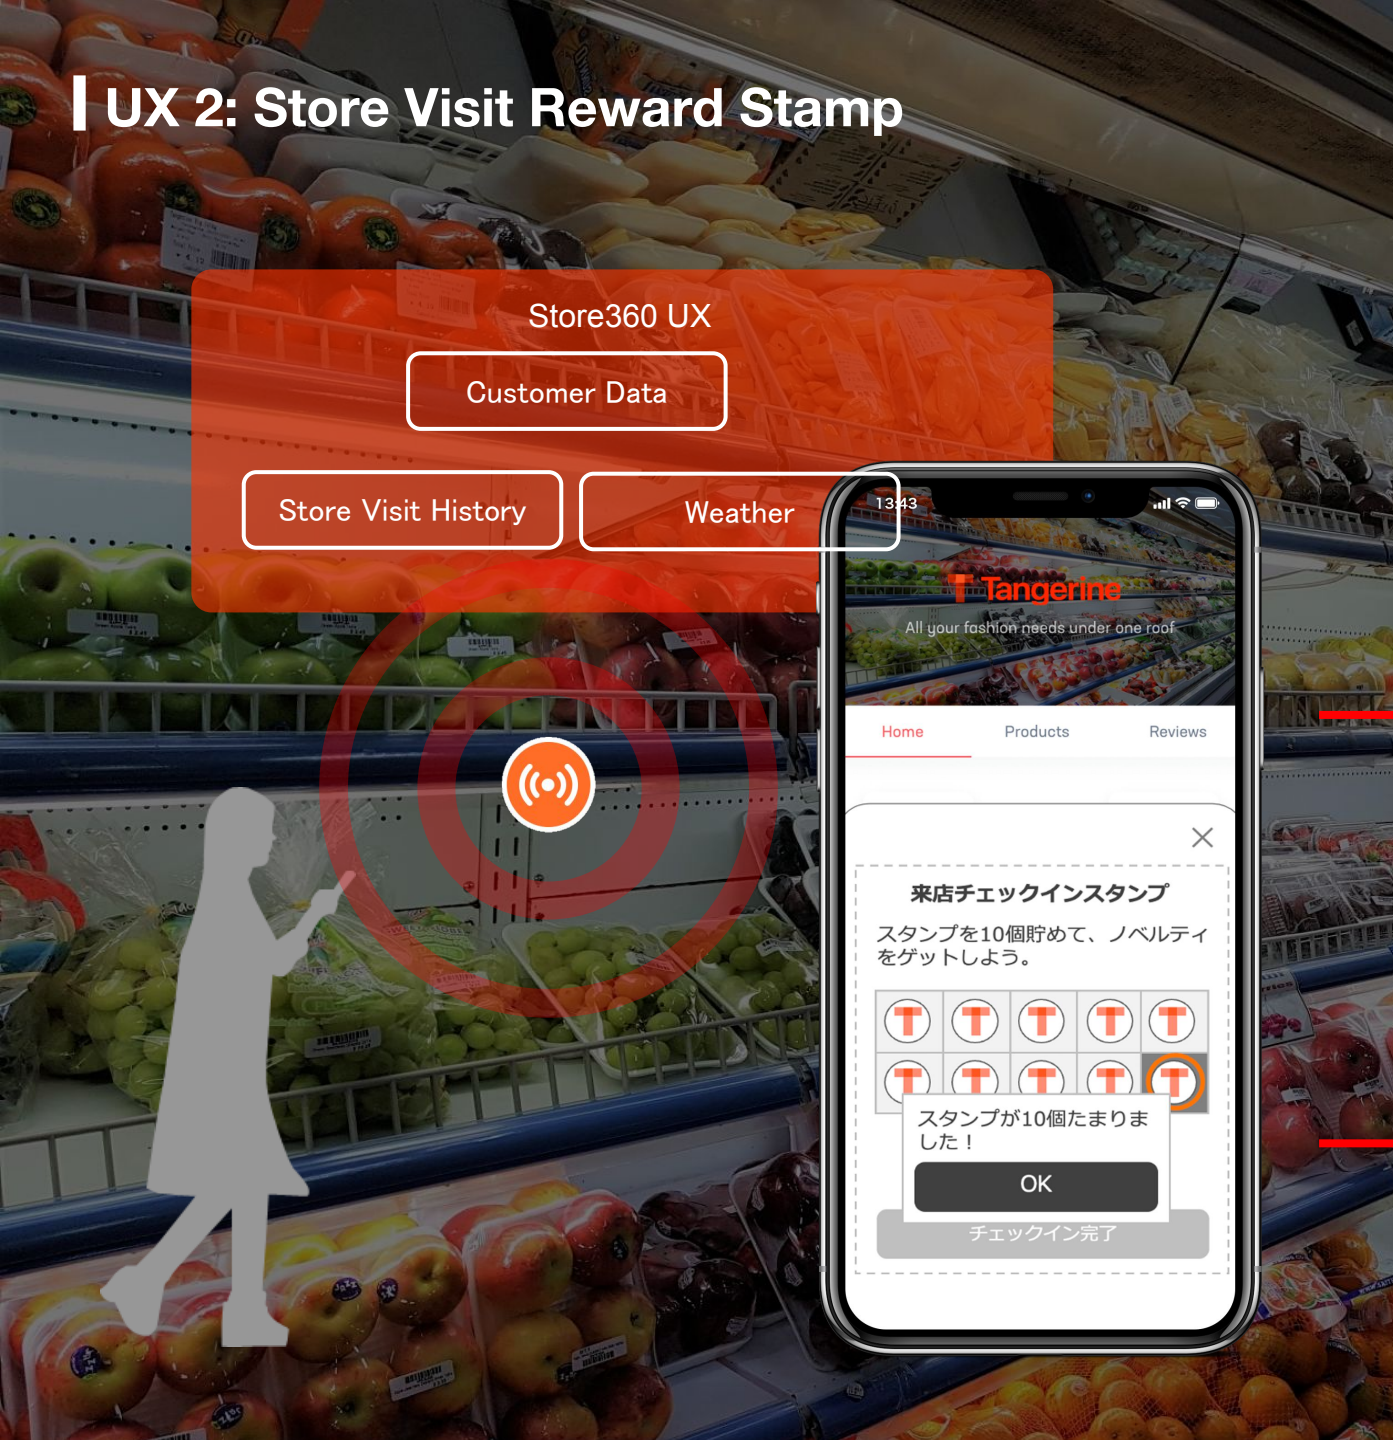 UX 2: Store Visit Reward Stamp
Store360 UX
Customer Data
Store Visit History
Weather
13:43
Tangerine
All your fashion needs under one roof
Home
Products
Reviews
来店チェックインスタンプ
スタンプを10個貯めて、ノベルティ
をゲットしよう。
スタンプが10個たまりま
した！
OK
チェックイン完了